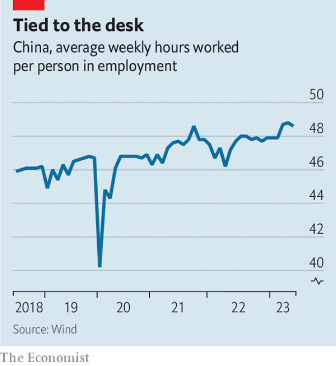 Tied to the desk
China, average weekly hours worked
per person in employment
50
48
46
44
42
40
2018 19 20 21 22 23
Source: Wind
The Economist